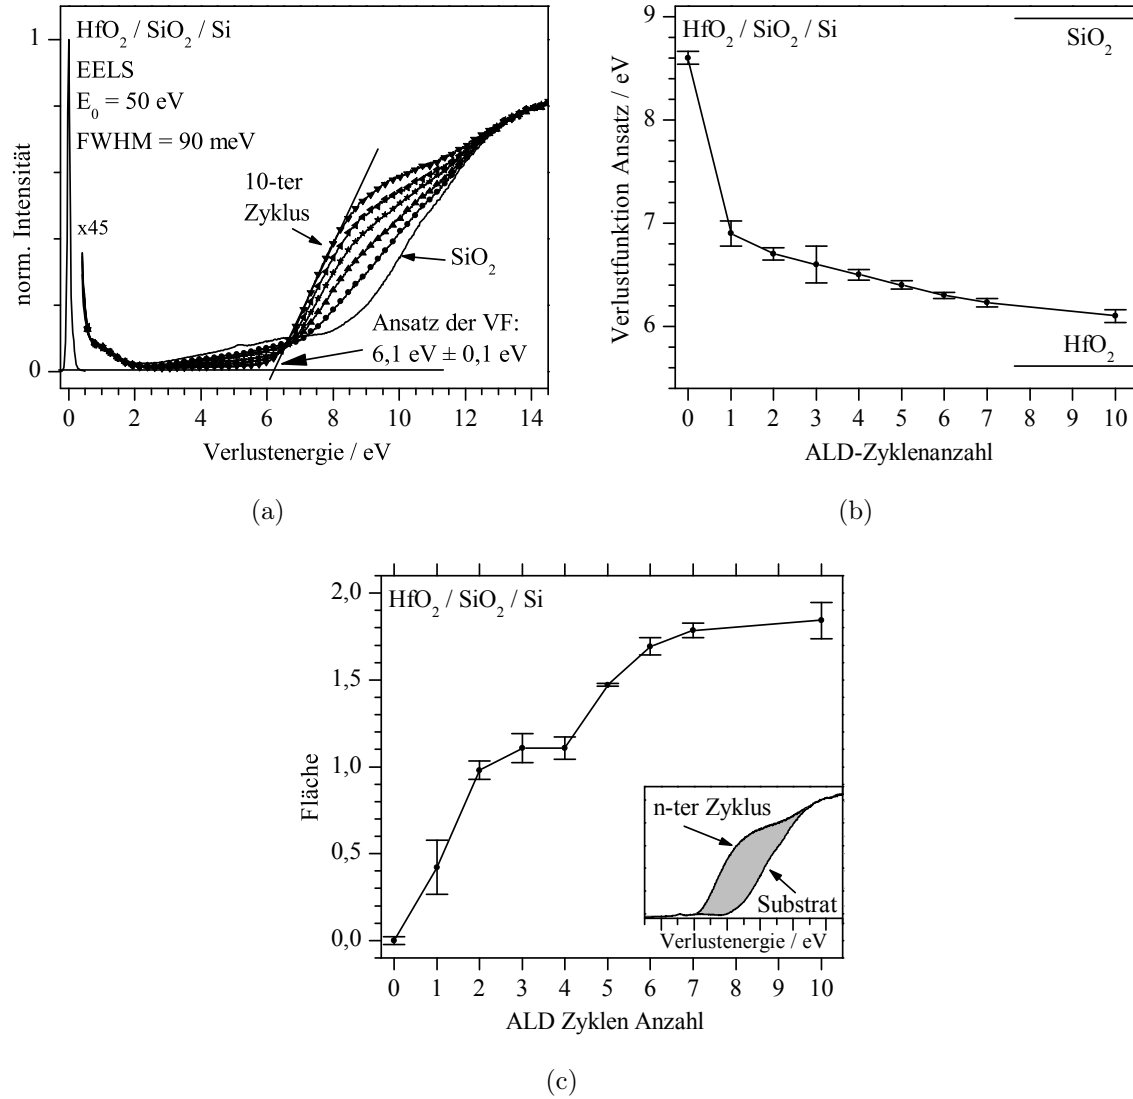 HfO₂ / SiO₂ / Si
EELS
E₀ = 50 eV
FWHM = 90 meV
10-ter
Zyklus
x45
SiO₂
Ansatz der VF:
6,1 eV ± 0,1 eV
norm. Intensität
1
0
0 2 4 6 8 10 12 14
Verlustenergie / eV
(a)
HfO₂ / SiO₂ / Si
SiO₂
HfO₂
Verlustfunktion Ansatz / eV
9
8
7
6
0 1 2 3 4 5 6 7 8 9 10
ALD-Zyklenanzahl
(b)
HfO₂ / SiO₂ / Si
Fläche
2,0
1,5
1,0
0,5
0,0
n-ter Zyklus
Substrat
Verlustenergie / eV
0 1 2 3 4 5 6 7 8 9 10
ALD Zyklen Anzahl
(c)